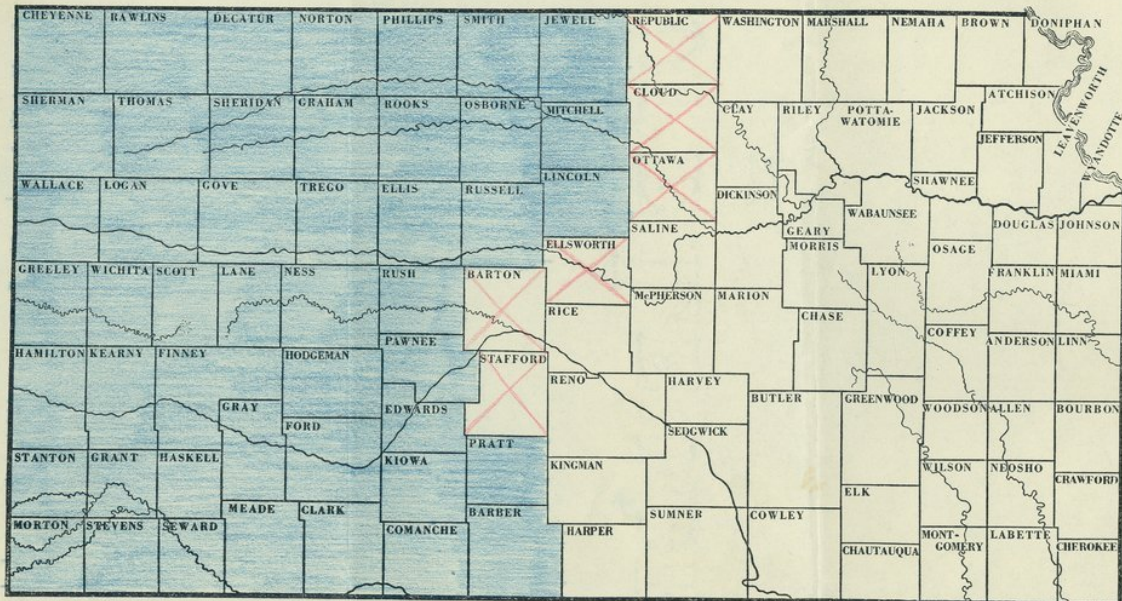 CHEYENNE RAWLINS DECATUR NORTON PHILLIPS SMITH JEWELL REPUBLIC WASHINGTON MARSHALL NEMAHA BROWN DONIPHAN
SHERMAN THOMAS SHERIDAN GRAHAM ROOKS OSBORNE MITCHELL CLOUD CLAY RILEY POTTA-
WATOMIE JACKSON ATCHISON
JEFFERSON LEAVENWORTH WYANDOTTE
OTTAWA
WALLACE LOGAN GOVE TREGO ELLIS RUSSELL LINCOLN DICKINSON SHAWNEE
SALINE GEARY WABAUNSEE DOUGLAS JOHNSON
ELLSWORTH MORRIS OSAGE
GREELEY WICHITA SCOTT LANE NESS RUSH BARTON McPHERSON MARION LYON FRANKLIN MIAMI
RICE CHASE COFFEY
PAWNEE ANDERSON LINN
HAMILTON KEARNY FINNEY HODGEMAN STAFFORD RENO HARVEY BUTLER GREENWOOD
GRAY EDWARDS WOODSON ALLEN BOURBON
FORD SEDGWICK
PRATT
STANTON GRANT HASKELL KIOWA KINGMAN WILSON NEOSHO CRAWFORD
ELK
MEADE CLARK BARBER SUMNER COWLEY
MORTON STEVENS SEWARD COMANCHE HARPER MONT-
GOMERY LABETTE CHEROKEE
CHAUTAUQUA